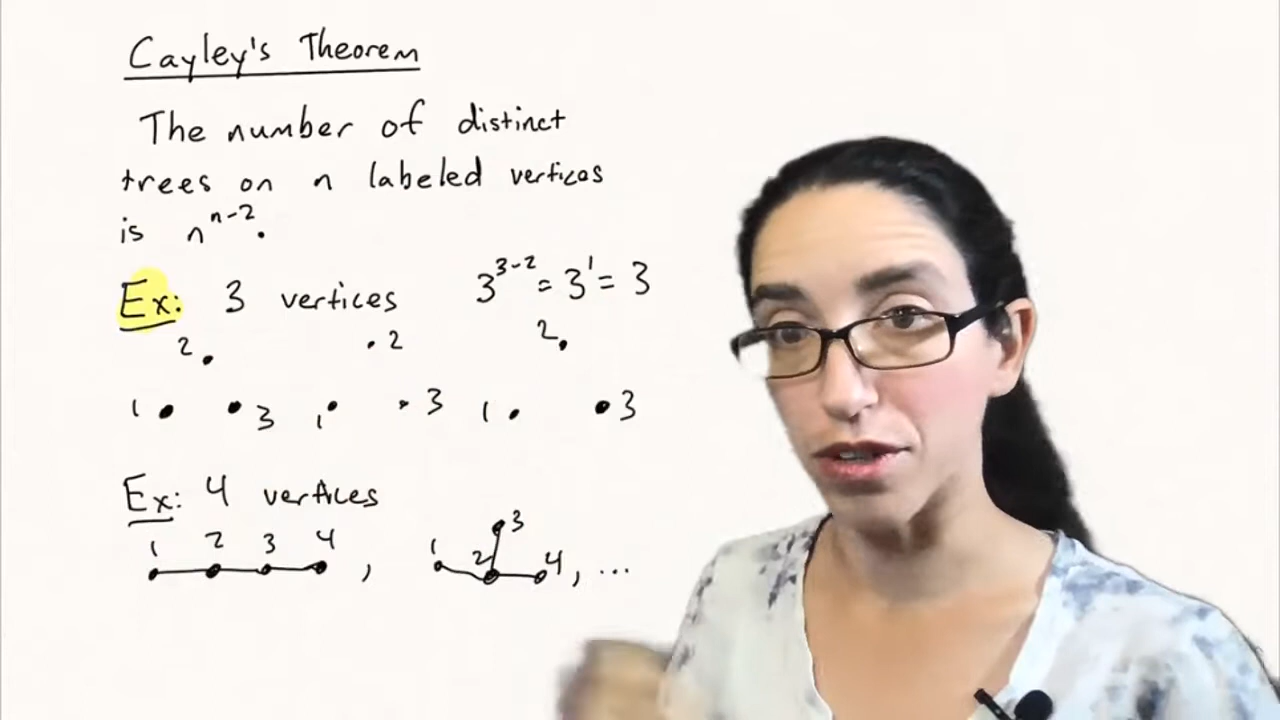 Cayley's Theorem
The number of distinct
trees on n labeled vertices
is n^{n-2}.
Ex: 3 vertices 3^{3-2} = 3^1 = 3
2 2 2
1 3 1 3 1 3
Ex: 4 vertices
1 2 3 4 , 1 2 3 4 , ...